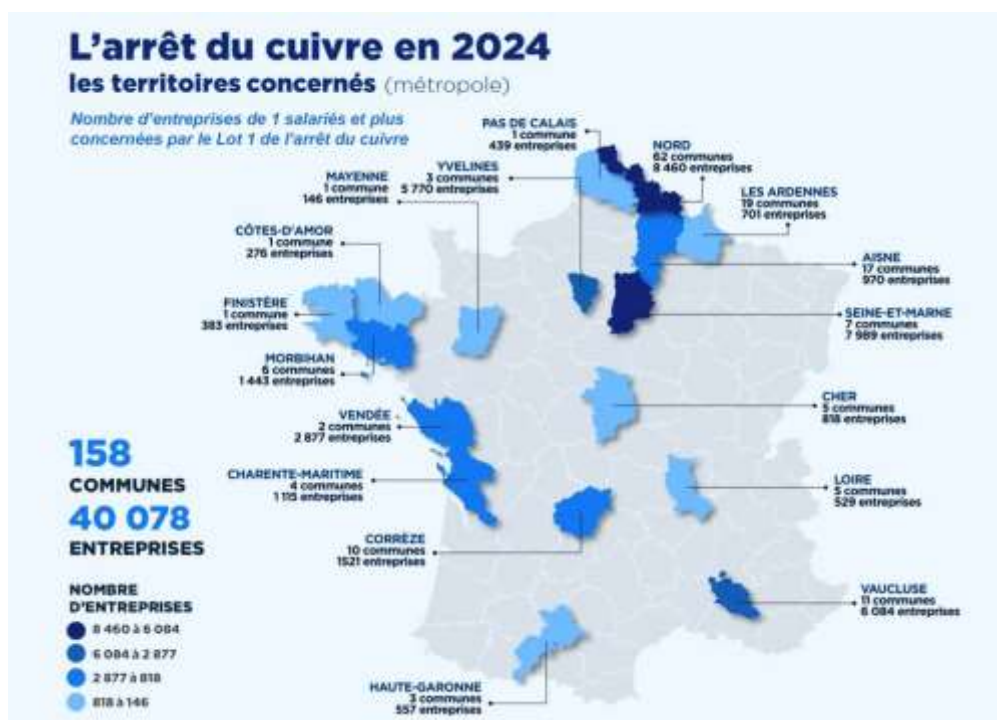 L'arrêt du cuivre en 2024
les territoires concernés (métropole)
Nombre d'entreprises de 1 salariés et plus
concernées par le Lot 1 de l'arrêt du cuivre
PAS DE CALAIS
1 commune
439 entreprises
NORD
62 communes
8 460 entreprises
YVELINES
3 communes
5 770 entreprises
MAYENNE
1 commune
146 entreprises
LES ARDENNES
19 communes
701 entreprises
CÔTES-D'AMOR
1 commune
276 entreprises
AISNE
17 communes
970 entreprises
FINISTÈRE
1 commune
383 entreprises
SEINE-ET-MARNE
7 communes
7 989 entreprises
MORBIHAN
6 communes
1 443 entreprises
CHER
5 communes
818 entreprises
VENDÉE
2 communes
2 877 entreprises
CHARENTE-MARITIME
4 communes
1 115 entreprises
LOIRE
5 communes
529 entreprises
CORRÈZE
10 communes
1521 entreprises
VAUCLUSE
11 communes
6 084 entreprises
HAUTE-GARONNE
3 communes
557 entreprises
158
COMMUNES
40 078
ENTREPRISES
NOMBRE
D'ENTREPRISES
8 460 à 6 084
6 084 à 2 877
2 877 à 818
818 à 146